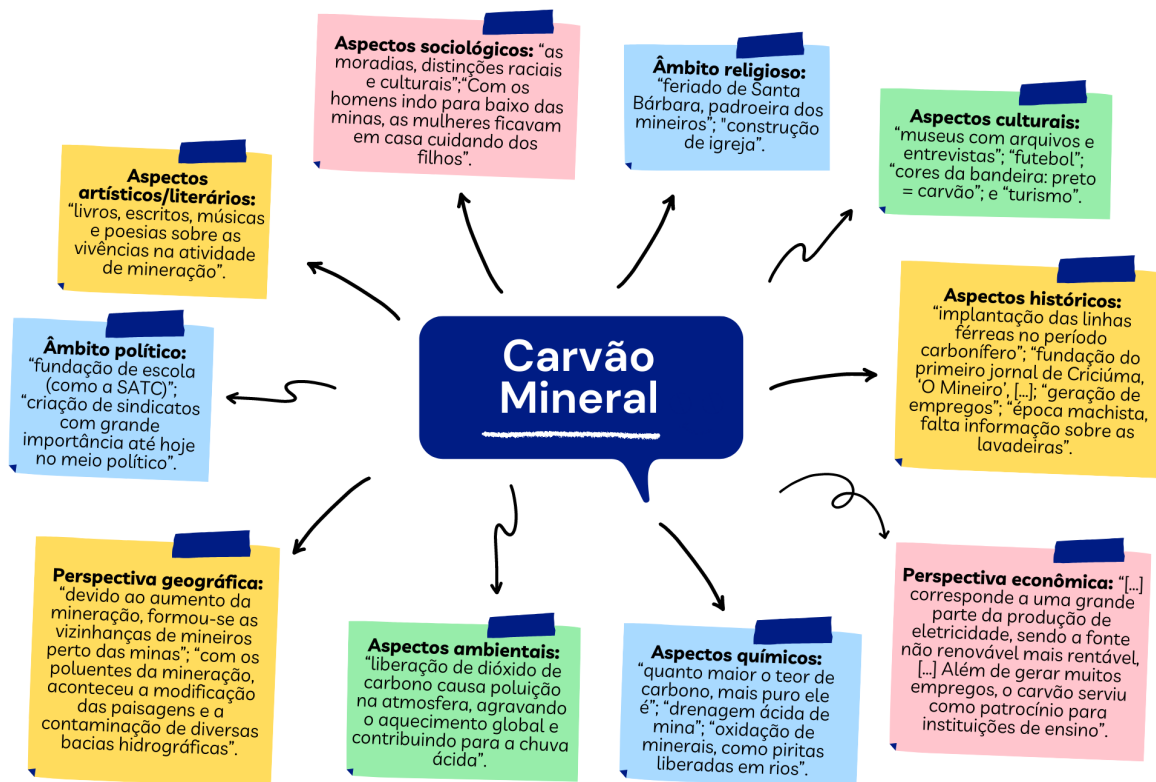 Carvão
Mineral
Aspectos sociológicos: “as
moradias, distinções raciais
e culturais”;“Com os
homens indo para baixo das
minas, as mulheres ficavam
em casa cuidando dos
filhos”.
Âmbito religioso:
“feriado de Santa
Bárbara, padroeira dos
mineiros”; "construção
de igreja”.
Aspectos culturais:
“museus com arquivos e
entrevistas”; “futebol”;
“cores da bandeira: preto
= carvão”; e “turismo”.
Aspectos históricos:
“implantação das linhas
férreas no período
carbonífero”; “fundação do
primeiro jornal de Criciúma,
‘O Mineiro’, [...]; “geração de
empregos”; “época machista,
falta informação sobre as
lavadeiras”.
Perspectiva econômica: “[...]
corresponde a uma grande
parte da produção de
eletricidade, sendo a fonte
não renovável mais rentável,
[...] Além de gerar muitos
empregos, o carvão serviu
como patrocínio para
instituições de ensino”.
Aspectos químicos:
“quanto maior o teor de
carbono, mais puro ele
é”; “drenagem ácida de
mina”; “oxidação de
minerais, como piritas
liberadas em rios”.
Aspectos ambientais:
“liberação de dióxido de
carbono causa poluição
na atmosfera, agravando
o aquecimento global e
contribuindo para a chuva
ácida”.
Perspectiva geográfica:
“devido ao aumento da
mineração, formou-se as
vizinhanças de mineiros
perto das minas”; “com os
poluentes da mineração,
aconteceu a modificação
das paisagens e a
contaminação de diversas
bacias hidrográficas”.
Âmbito político:
“fundação de escola
(como a SATC)”;
“criação de sindicatos
com grande
importância até hoje
no meio político”.
Aspectos
artísticos/literários:
“livros, escritos, músicas
e poesias sobre as
vivências na atividade
de mineração”.